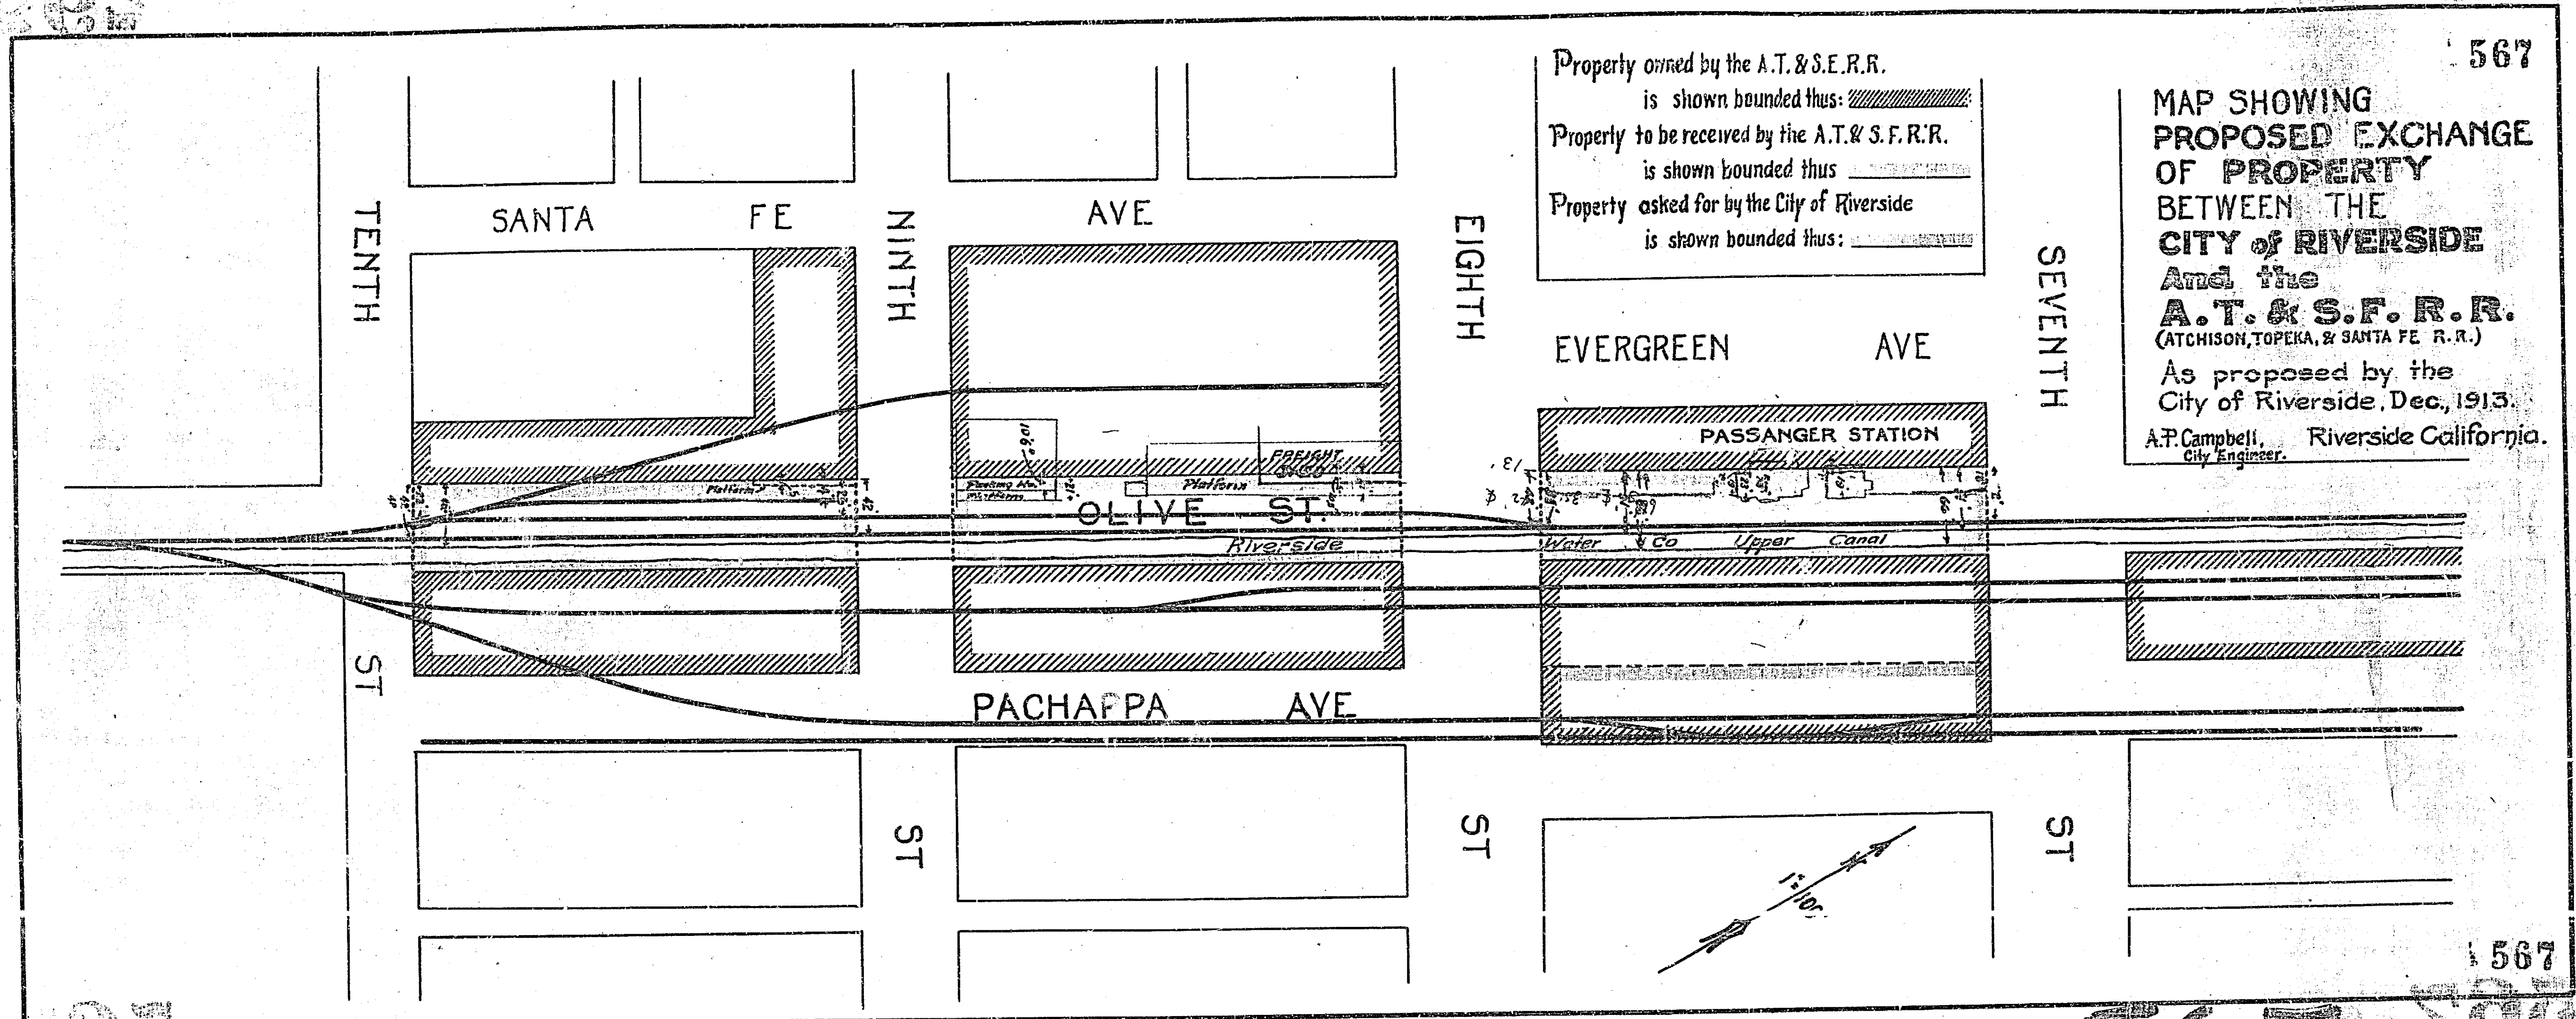 567
Property owned by the A.T. & S.E.R.R.
is shown bounded thus:
Property to be received by the A.T. & S.F.R.R.
is shown bounded thus
Property asked for by the City of Riverside
is shown bounded thus:
MAP SHOWING
PROPOSED EXCHANGE
OF PROPERTY
BETWEEN THE
CITY of RIVERSIDE
And the
A.T. & S.F. R.R.
(ATCHISON, TOPEKA, & SANTA FE R.R.)
As proposed by the
City of Riverside, Dec., 1913.
A.P. Campbell,
City Engineer.
Riverside California.
SANTA FE AVE
TENTH ST
NINTH ST
EIGHTH ST
SEVENTH ST
EVERGREEN AVE
PASSANGER STATION
FREIGHT
Platform
Platform
Platform
OLIVE ST.
Riverside Water Co Upper Canal
PACHAPPA AVE
1"=100'
567